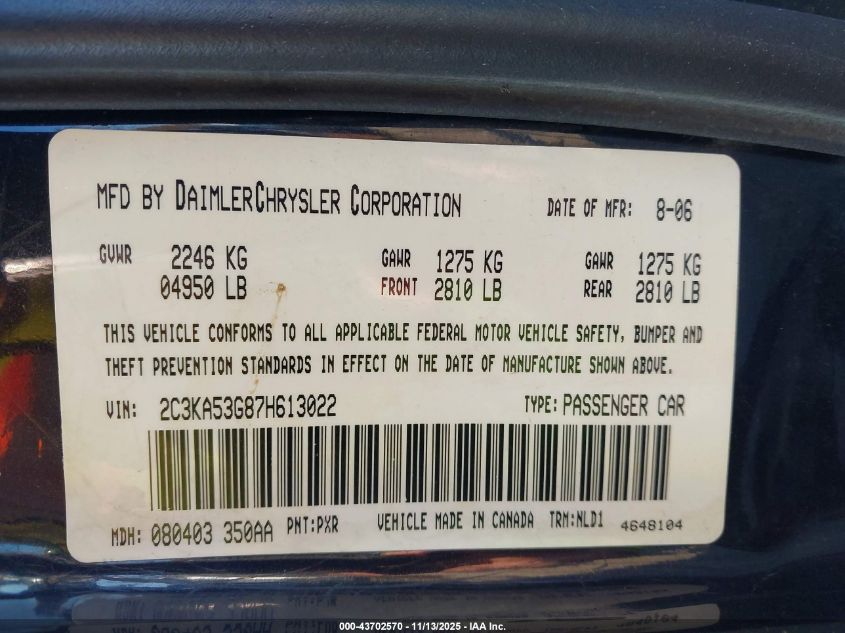 MFD BY DAIMLERCHRYSLER CORPORATION DATE OF MFR: 8-06
GVWR 2246 KG GAWR 1275 KG GAWR 1275 KG
04950 LB FRONT 2810 LB REAR 2810 LB
THIS VEHICLE CONFORMS TO ALL APPLICABLE FEDERAL MOTOR VEHICLE SAFETY, BUMPER AND
THEFT PREVENTION STANDARDS IN EFFECT ON THE DATE OF MANUFACTURE SHOWN ABOVE.
VIN: 2C3KA53G87H613022 TYPE: PASSENGER CAR
MDH: 080403 350AA PNT:PXR VEHICLE MADE IN CANADA TRM:NLD1 4648104
000-43702570 - 11/13/2025 - IAA Inc.